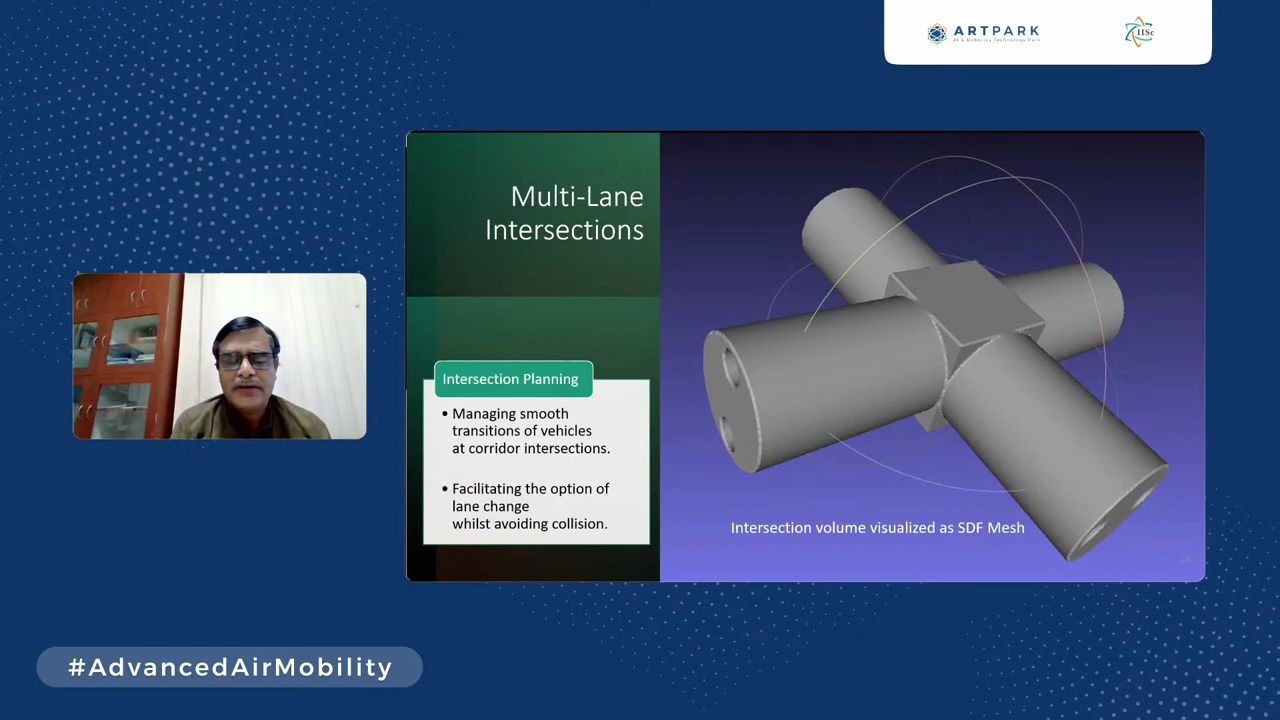 ARTPARK
AI & Robotics Technology Park
IISc
Multi-Lane
Intersections
Intersection Planning
• Managing smooth
transitions of vehicles
at corridor intersections.
• Facilitating the option of
lane change
whilst avoiding collision.
Intersection volume visualized as SDF Mesh
#AdvancedAirMobility